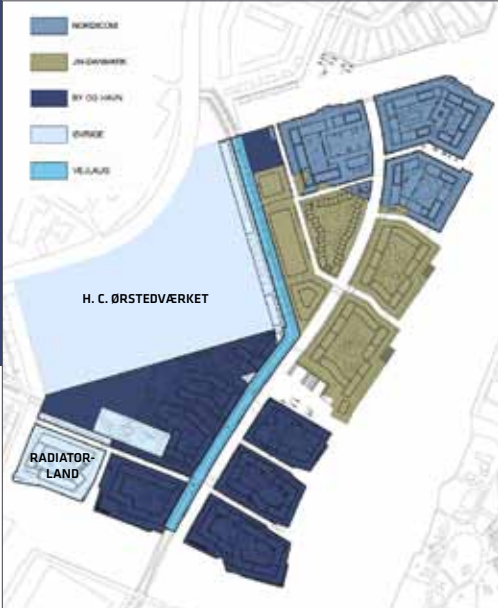 NORDICOM
JM-DANMARK
BY OG HAVN
ØVRIGE
VEJLAUG
H. C. ØRSTEDVÆRKET
RADIATOR-
LAND